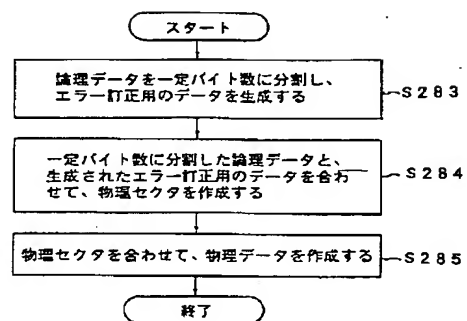 スタート
論理データを一定バイト数に分割し、
エラー訂正用のデータを生成する
S283
一定バイト数に分割した論理データと、
生成されたエラー訂正用のデータを合わ
せて、物理セクタを作成する
S284
物理セクタを合わせて、物理データを作成する
S285
終了